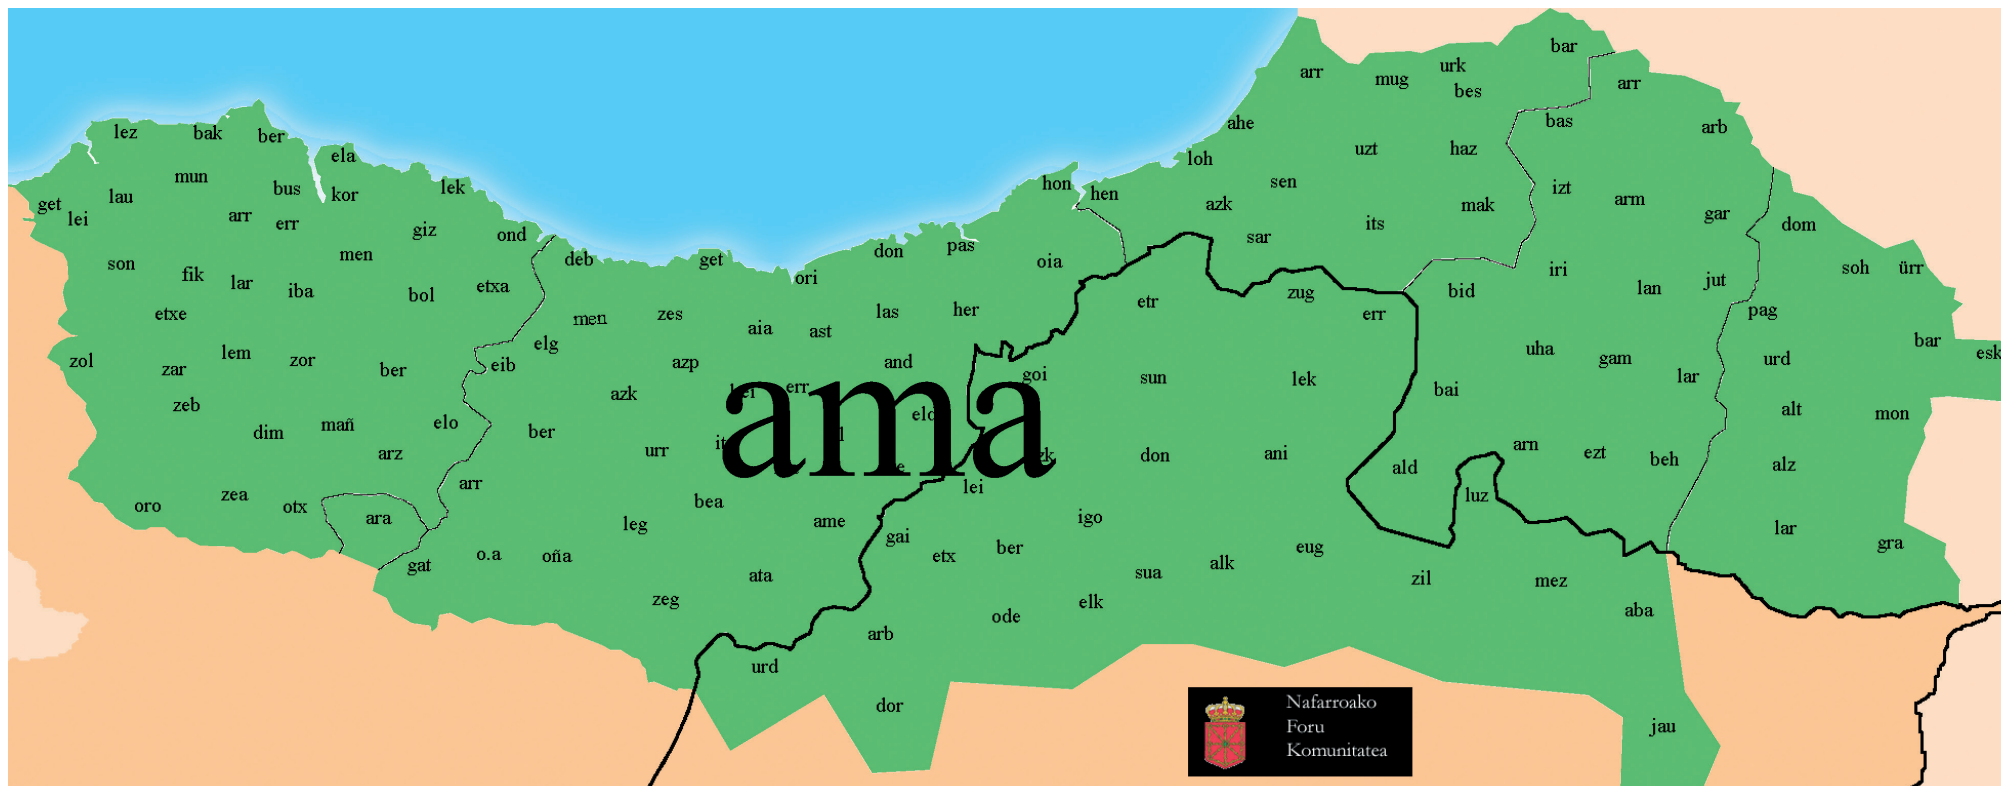 bar
urk
arr
mug
bes
arr
ahe
bas
arb
lez
bak
ber
ela
loh
uzt
haz
mun
bus
kor
lek
hon
hen
sen
izt
arm
get
lei
lau
arr
err
azk
its
mak
gar
dom
giz
ond
sar
son
fik
lar
men
iba
bol
etxa
deb
get
ori
don
pas
oia
iri
lan
jut
soh
ürr
etxe
men
zes
aia
ast
las
her
etr
zug
err
bid
pag
zol
zar
lem
zor
ber
elg
eib
azp
and
goi
sun
lek
uha
gam
lar
urd
bar
esk
zeb
dim
mañ
elo
azk
err
bai
alt
mon
arz
ber
urr
ama
don
ani
ald
arn
ezt
beh
alz
oro
zea
otx
ara
arr
leg
bea
ame
lei
igo
luz
lar
gra
gat
o.a
oña
ata
gai
etx
ber
sua
alk
eug
zil
mez
zeg
arb
ode
elk
aba
urd
dor
jau
Nafarroako
Foru
Komunitatea